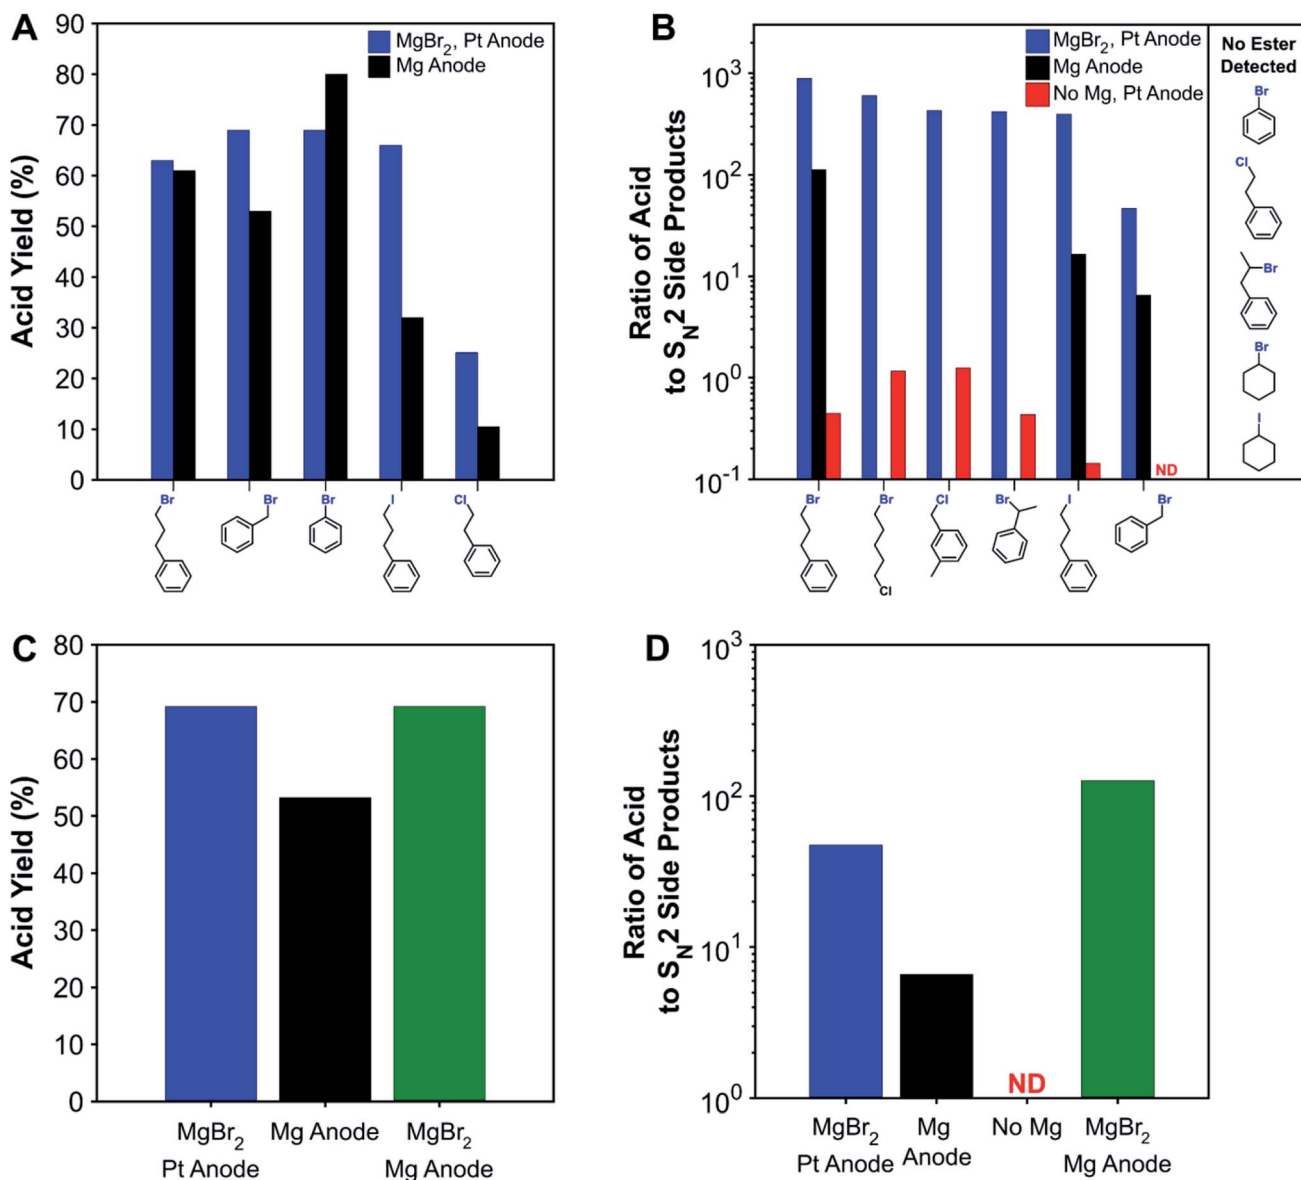 A
Acid Yield (%)
90
80
70
60
50
40
30
20
10
0
MgBr2, Pt Anode
Mg Anode
Br
Br
Br
I
Cl
B
Ratio of Acid
to SN2 Side Products
10^3
10^2
10^1
10^0
10^-1
MgBr2, Pt Anode
Mg Anode
No Mg, Pt Anode
ND
Br
Br
Cl
Cl
Br
I
Br
No Ester
Detected
Br
Cl
Br
Br
I
C
Acid Yield (%)
80
70
60
50
40
30
20
10
0
MgBr2
Pt Anode
Mg Anode
MgBr2
Mg Anode
D
Ratio of Acid
to SN2 Side Products
10^3
10^2
10^1
10^0
ND
MgBr2
Pt Anode
Mg
Anode
No Mg
MgBr2
Mg Anode